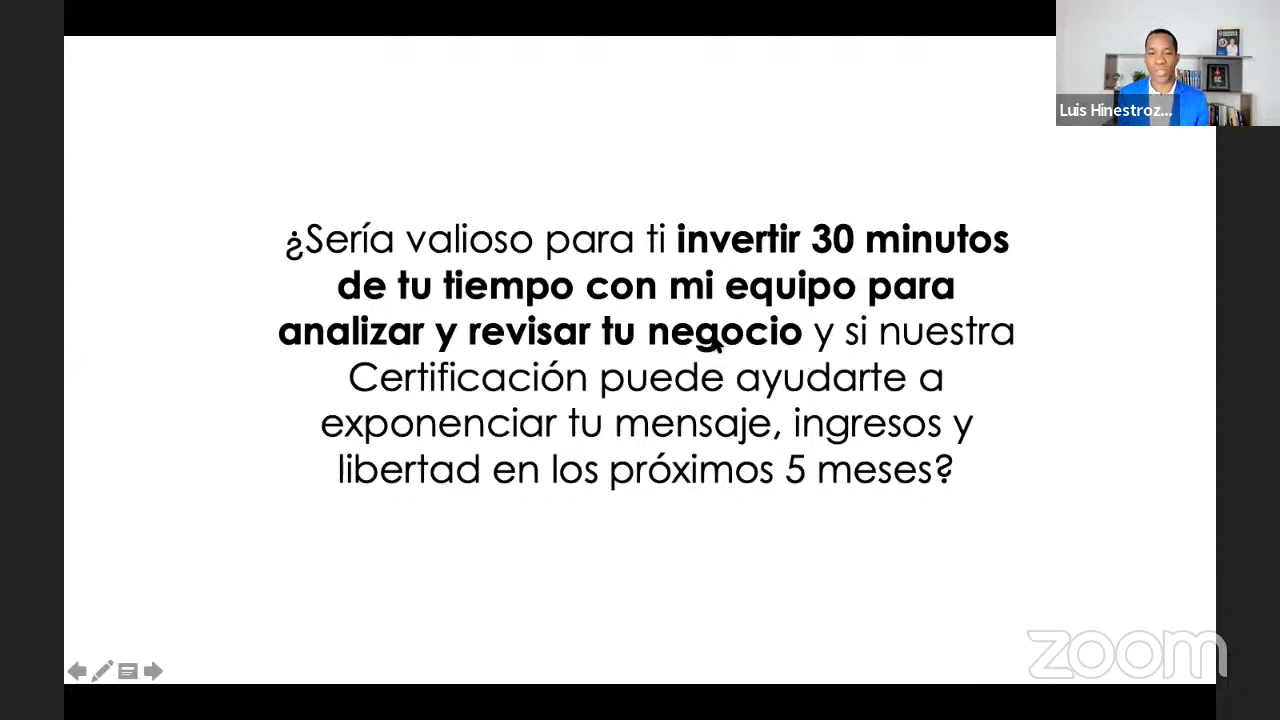 Luis Hinestroz...
¿Sería valioso para ti invertir 30 minutos
de tu tiempo con mi equipo para
analizar y revisar tu negocio y si nuestra
Certificación puede ayudarte a
exponenciar tu mensaje, ingresos y
libertad en los próximos 5 meses?
zoom